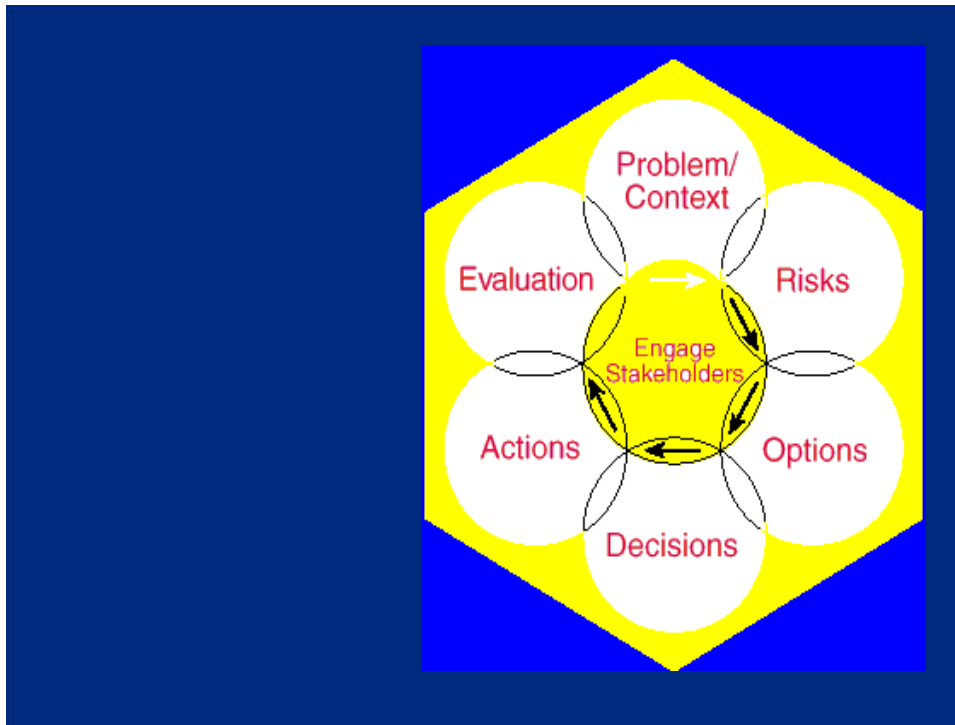 Problem/
Context
Evaluation
Risks
Engage
Stakeholders
Actions
Options
Decisions